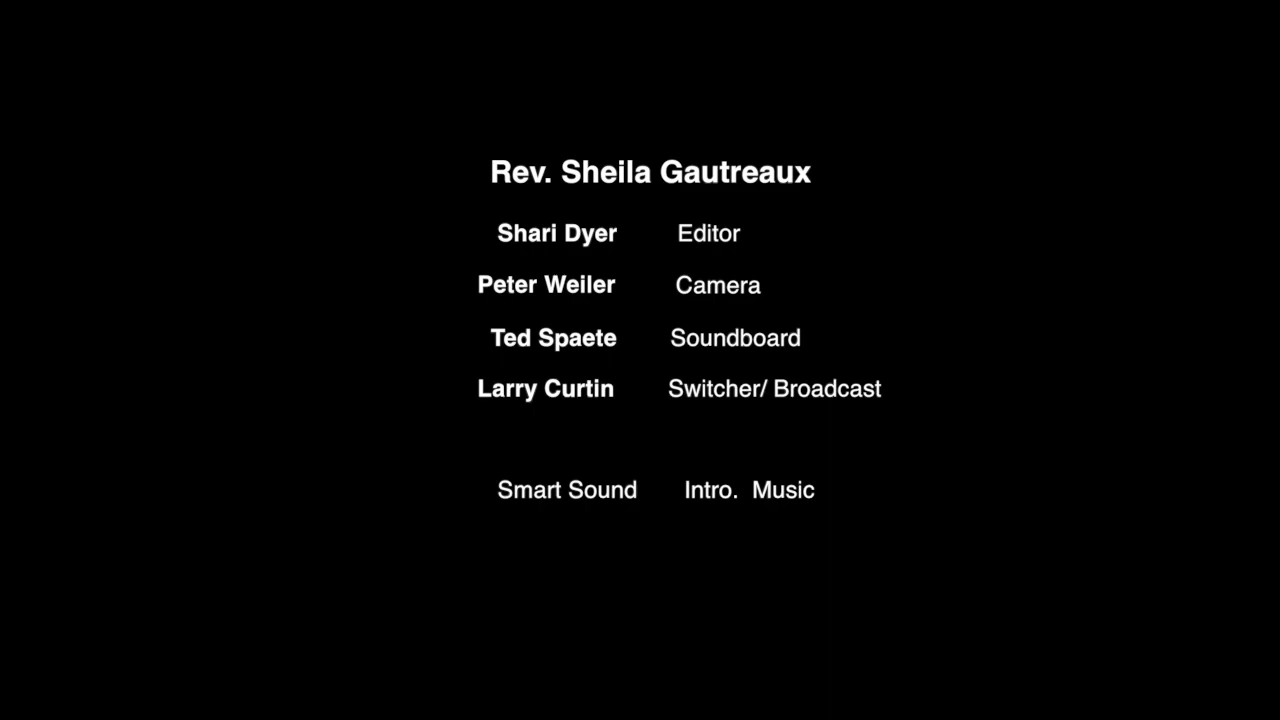 Rev. Sheila Gautreaux
Shari Dyer Editor
Peter Weiler Camera
Ted Spaete Soundboard
Larry Curtin Switcher/ Broadcast
Smart Sound Intro. Music